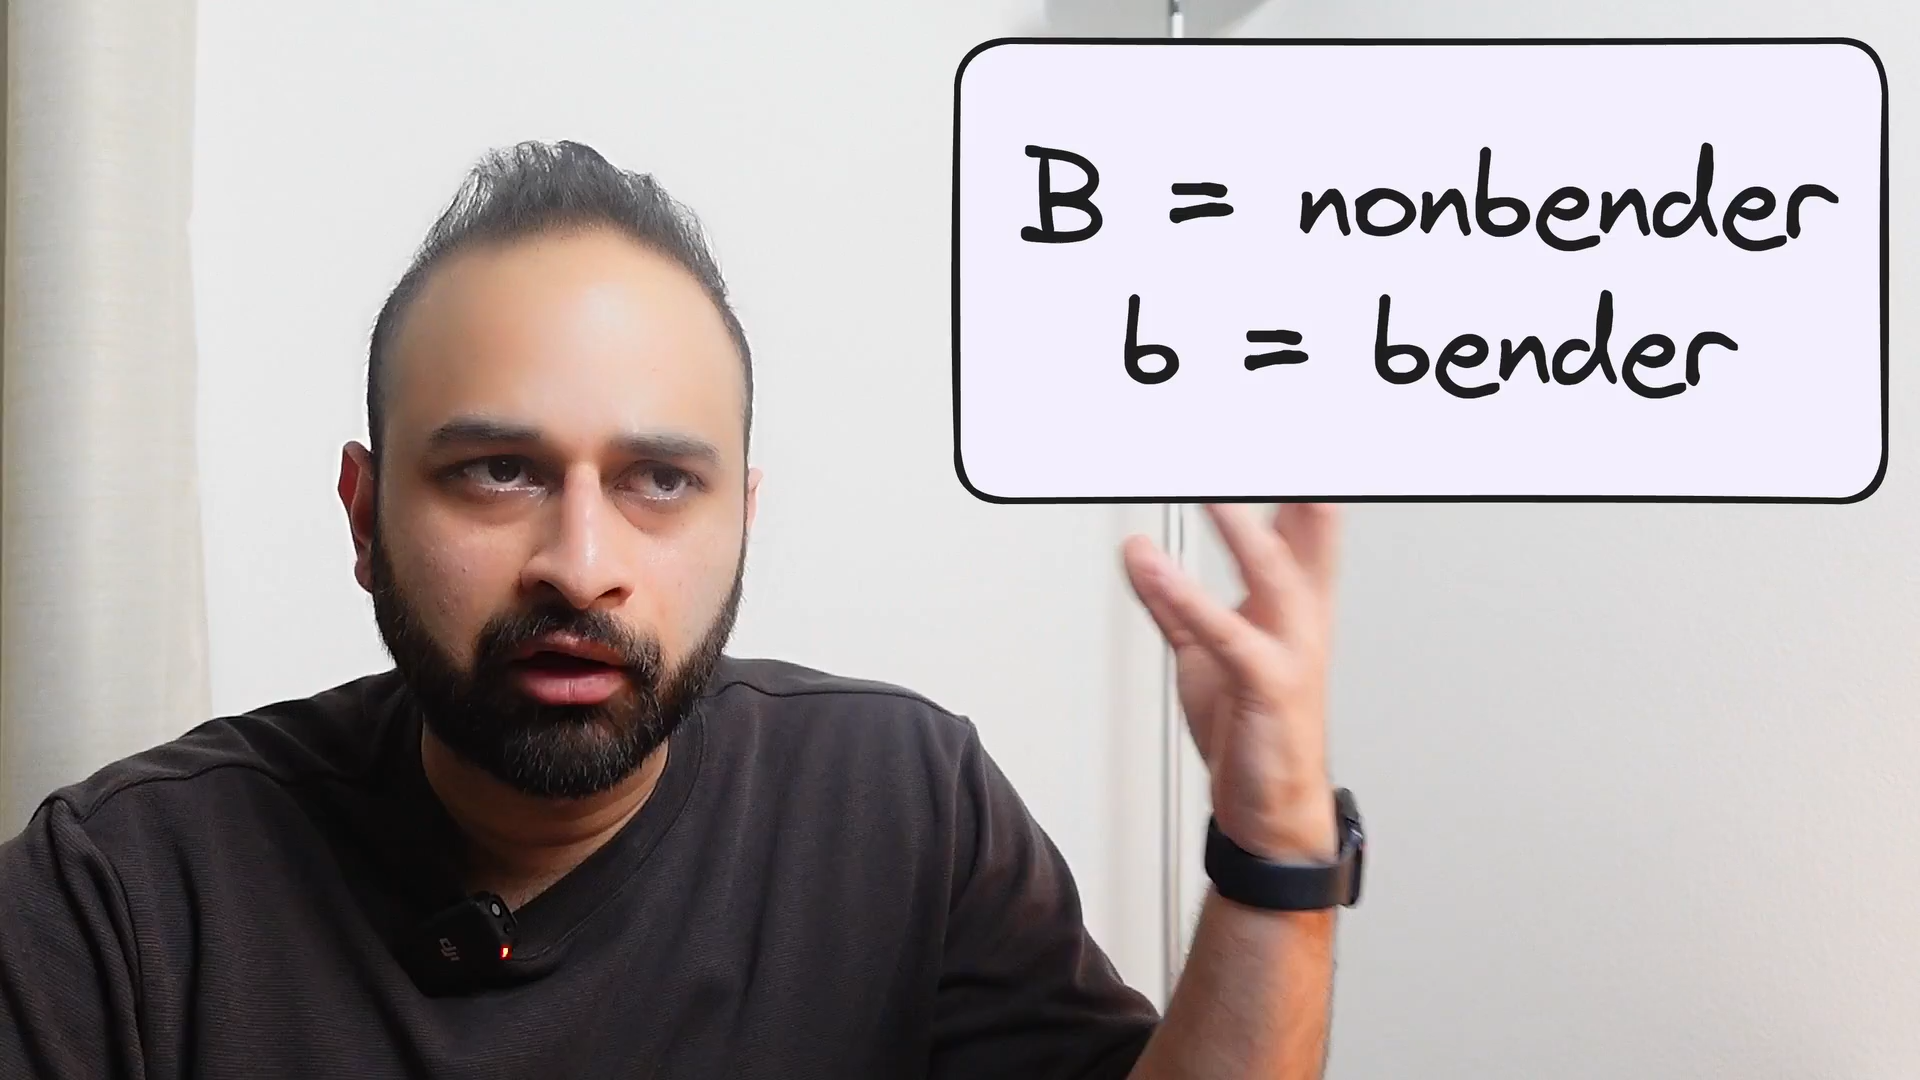 B = nonbender
b = bender